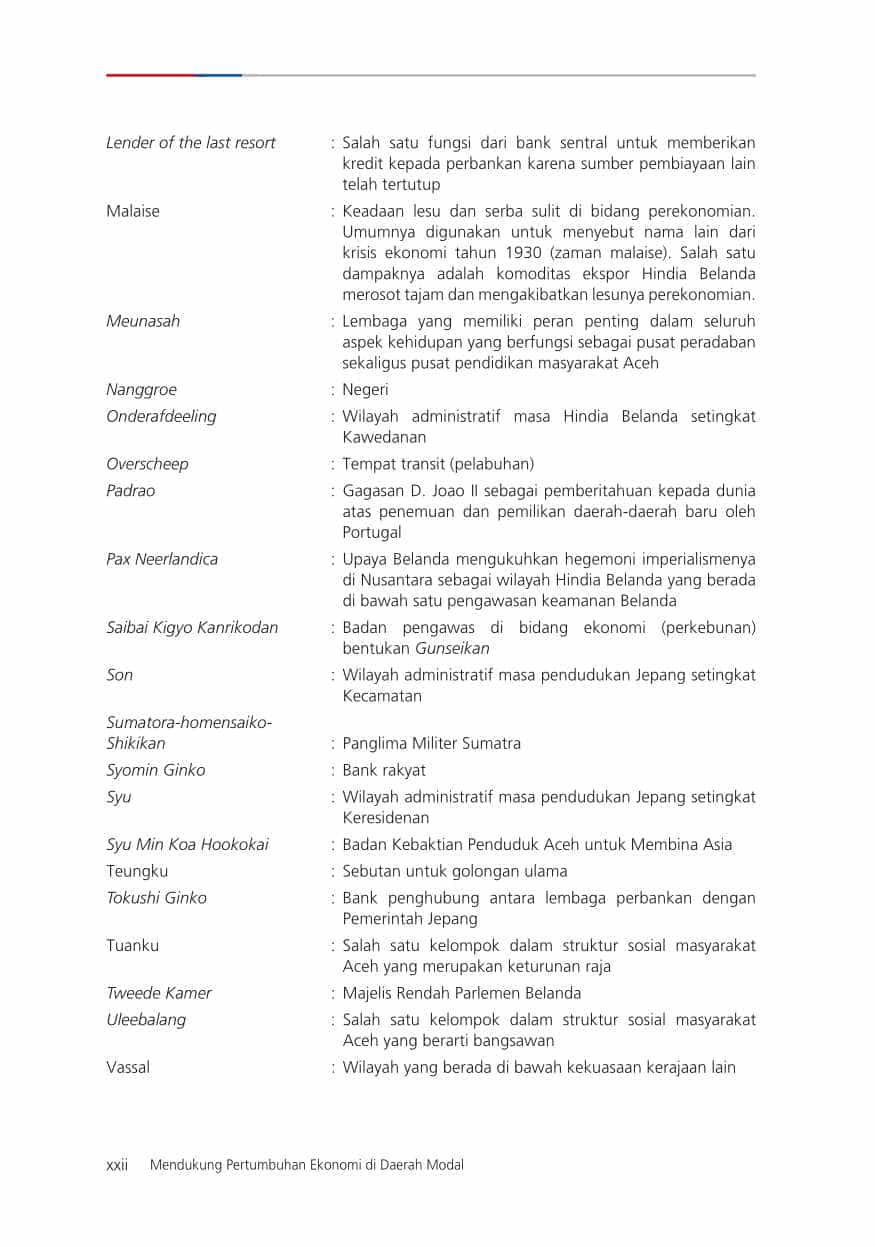 Lender of the last resort : Salah satu fungsi dari bank sentral untuk memberikan
kredit kepada perbankan karena sumber pembiayaan lain
telah tertutup
Malaise : Keadaan lesu dan serba sulit di bidang perekonomian.
Umumnya digunakan untuk menyebut nama lain dari
krisis ekonomi tahun 1930 (zaman malaise). Salah satu
dampaknya adalah komoditas ekspor Hindia Belanda
merosot tajam dan mengakibatkan lesunya perekonomian.
Meunasah : Lembaga yang memiliki peran penting dalam seluruh
aspek kehidupan yang berfungsi sebagai pusat peradaban
sekaligus pusat pendidikan masyarakat Aceh
Nanggroe : Negeri
Onderafdeeling : Wilayah administratif masa Hindia Belanda setingkat
Kawedanan
Overscheep : Tempat transit (pelabuhan)
Padrao : Gagasan D. Joao II sebagai pemberitahuan kepada dunia
atas penemuan dan pemilikan daerah-daerah baru oleh
Portugal
Pax Neerlandica : Upaya Belanda mengukuhkan hegemoni imperialismenya
di Nusantara sebagai wilayah Hindia Belanda yang berada
di bawah satu pengawasan keamanan Belanda
Saibai Kigyo Kanrikodan : Badan pengawas di bidang ekonomi (perkebunan)
bentukan Gunseikan
Son : Wilayah administratif masa pendudukan Jepang setingkat
Kecamatan
Sumatora-homensaiko-
Shikikan : Panglima Militer Sumatra
Syomin Ginko : Bank rakyat
Syu : Wilayah administratif masa pendudukan Jepang setingkat
Keresidenan
Syu Min Koa Hookokai : Badan Kebaktian Penduduk Aceh untuk Membina Asia
Teungku : Sebutan untuk golongan ulama
Tokushi Ginko : Bank penghubung antara lembaga perbankan dengan
Pemerintah Jepang
Tuanku : Salah satu kelompok dalam struktur sosial masyarakat
Aceh yang merupakan keturunan raja
Tweede Kamer : Majelis Rendah Parlemen Belanda
Uleebalang : Salah satu kelompok dalam struktur sosial masyarakat
Aceh yang berarti bangsawan
Vassal : Wilayah yang berada di bawah kekuasaan kerajaan lain
xxii Mendukung Pertumbuhan Ekonomi di Daerah Modal